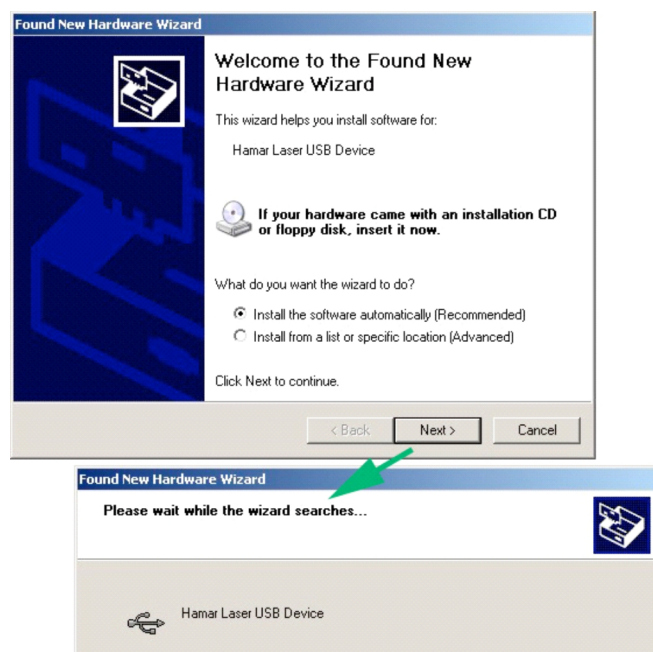 Found New Hardware Wizard
Welcome to the Found New
Hardware Wizard
This wizard helps you install software for:
Hamar Laser USB Device
If your hardware came with an installation CD
or floppy disk, insert it now.
What do you want the wizard to do?
Install the software automatically (Recommended)
Install from a list or specific location (Advanced)
Click Next to continue.
< Back Next > Cancel
Found New Hardware Wizard
Please wait while the wizard searches...
Hamar Laser USB Device